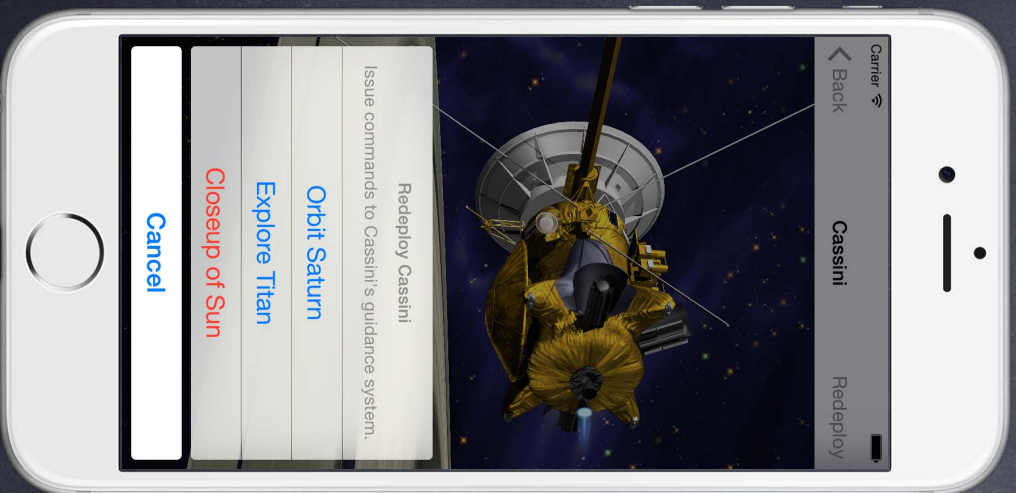 Carrier
Back
Cassini
Redeploy
Redeploy Cassini
Issue commands to Cassini's guidance system.
Orbit Saturn
Explore Titan
Closeup of Sun
Cancel